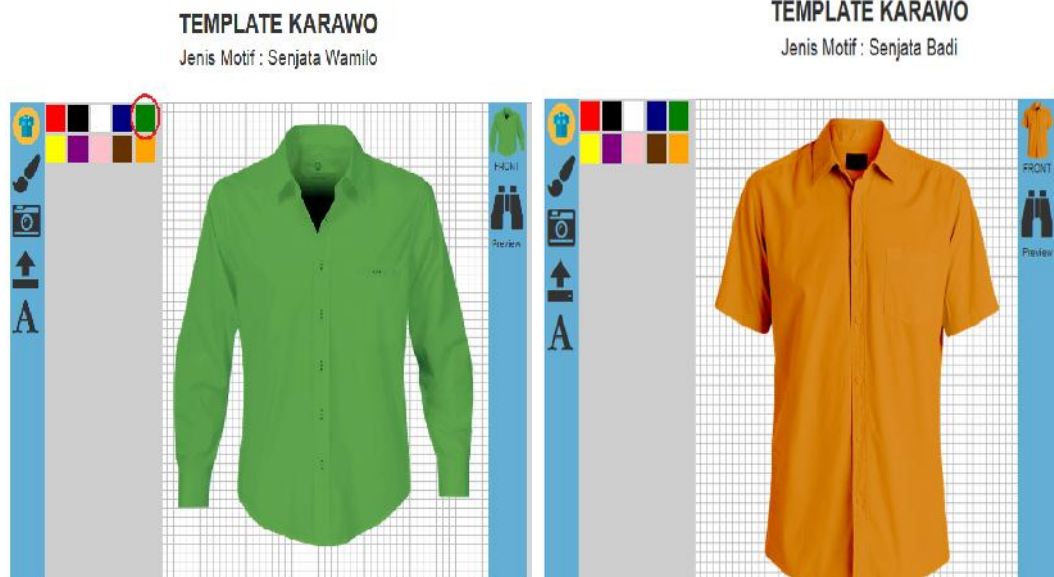 TEMPLATE KARAWO
Jenis Motif : Senjata Wamilo
FRONT
Preview
A
TEMPLATE KARAWO
Jenis Motif : Senjata Badi
FRONT
Preview
A